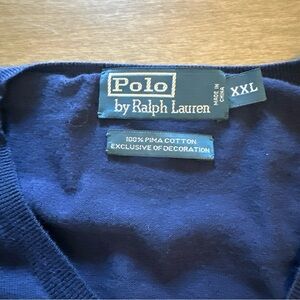 Polo
by Ralph Lauren
MADE IN
CHINA
XXL
100% PIMA COTTON
EXCLUSIVE OF DECORATION